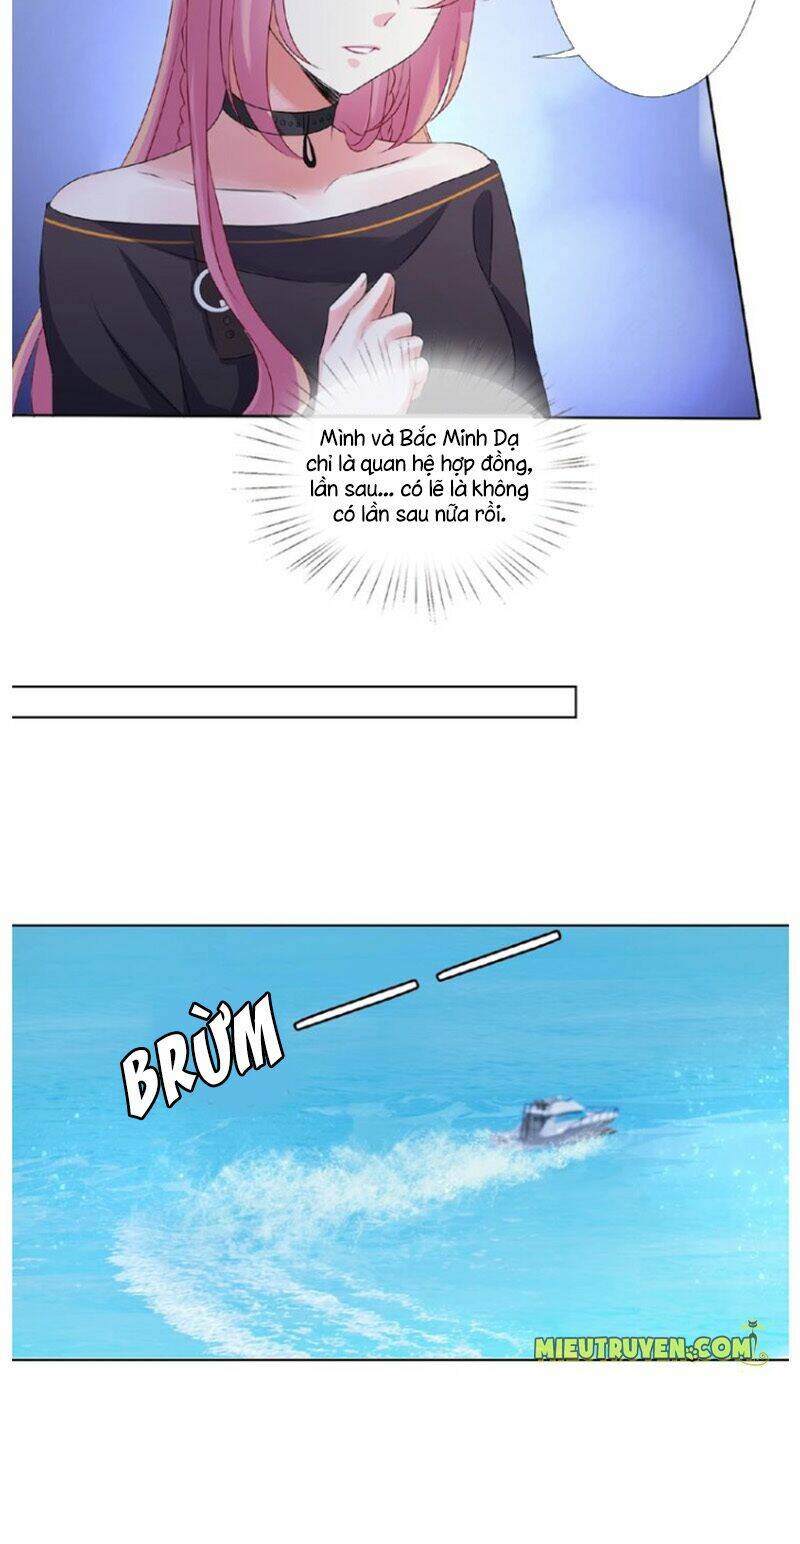 Mình và Bắc Minh Dạ
chỉ là quan hệ hợp đồng,
lần sau... có lẽ là không
có lần sau nữa rồi.
BRỪM
MIEUTRUYEN.COM